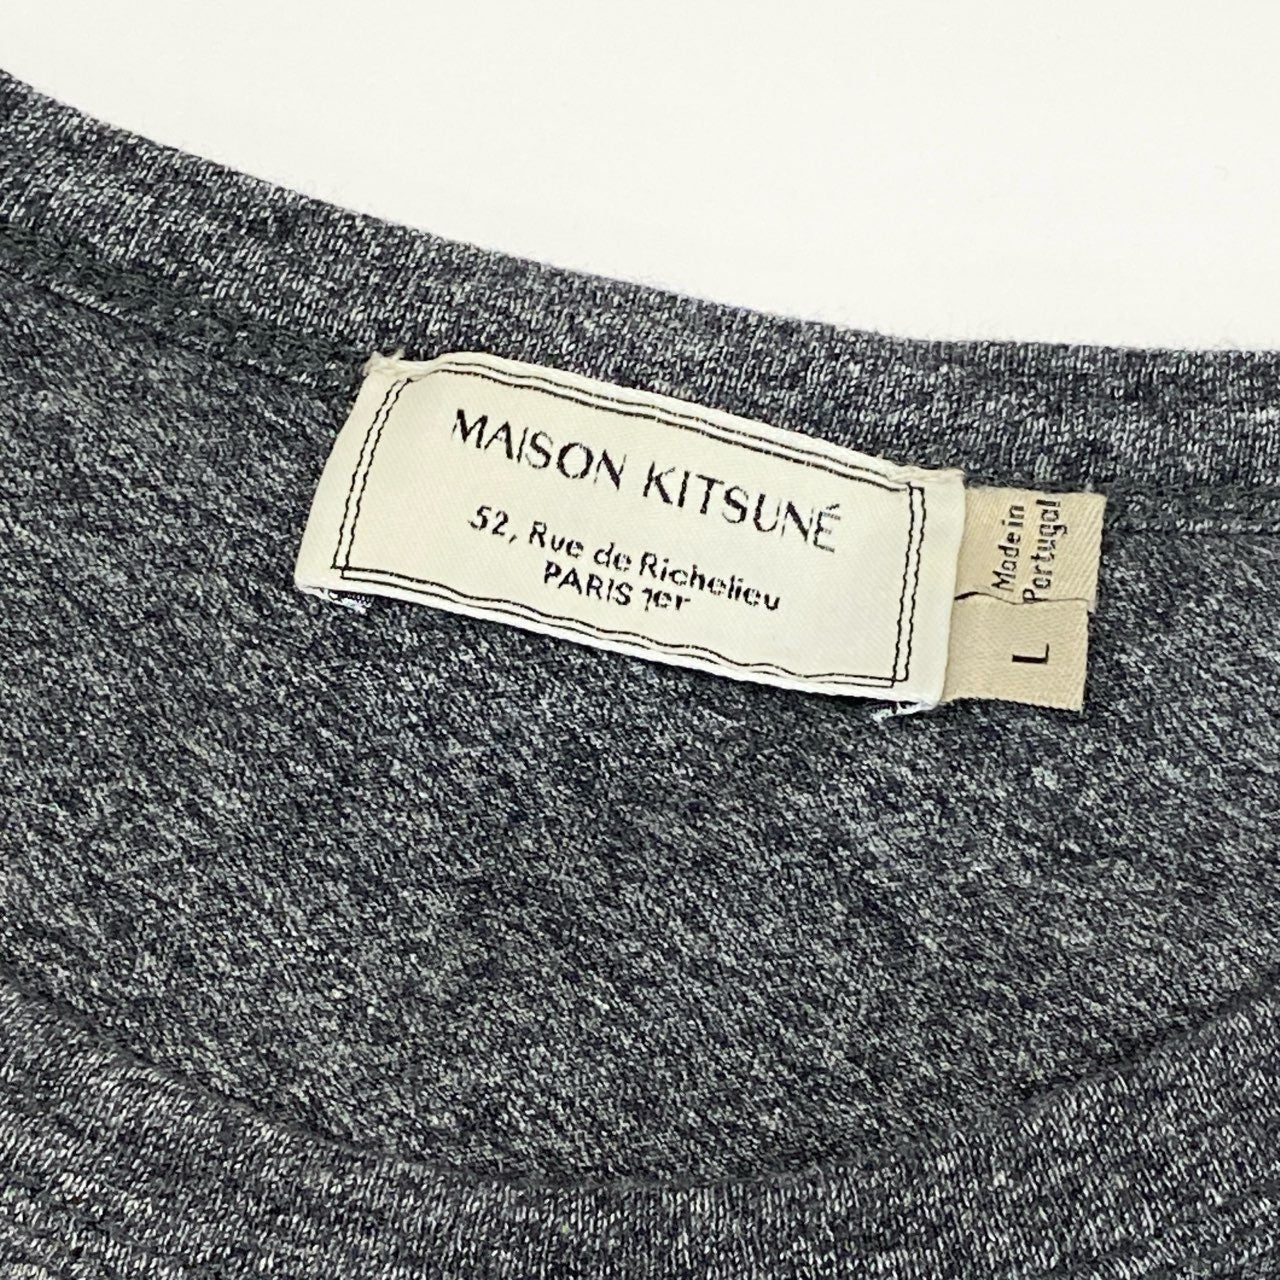 MAISON KITSUNÉ
52, Rue de Richelieu
PARIS 1er
Made in
Portugal
L